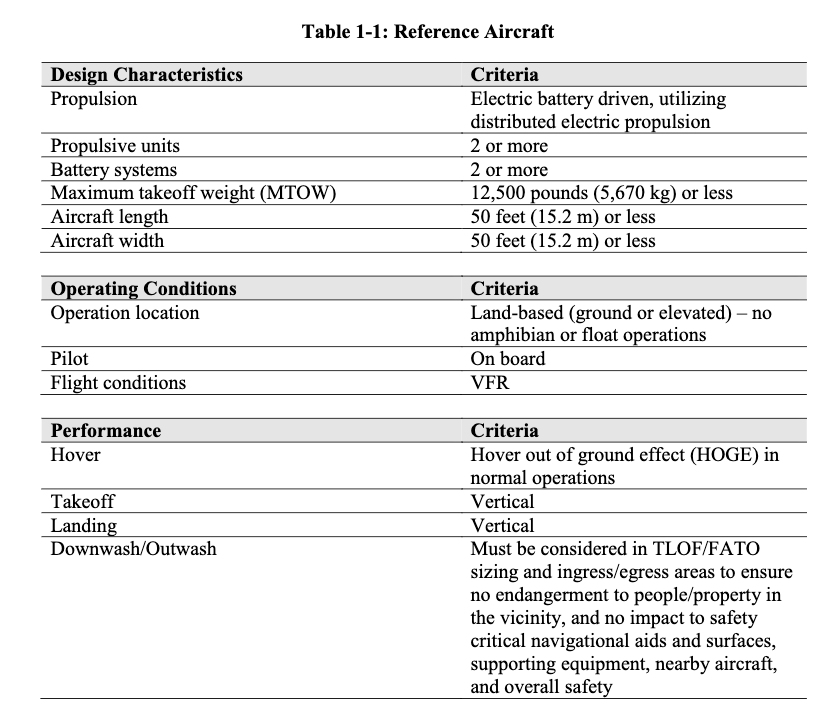 Table 1-1: Reference Aircraft
Design Characteristics Criteria
Propulsion Electric battery driven, utilizing
distributed electric propulsion
Propulsive units 2 or more
Battery systems 2 or more
Maximum takeoff weight (MTOW) 12,500 pounds (5,670 kg) or less
Aircraft length 50 feet (15.2 m) or less
Aircraft width 50 feet (15.2 m) or less
Operating Conditions Criteria
Operation location Land-based (ground or elevated) – no
amphibian or float operations
Pilot On board
Flight conditions VFR
Performance Criteria
Hover Hover out of ground effect (HOGE) in
normal operations
Takeoff Vertical
Landing Vertical
Downwash/Outwash Must be considered in TLOF/FATO
sizing and ingress/egress areas to ensure
no endangerment to people/property in
the vicinity, and no impact to safety
critical navigational aids and surfaces,
supporting equipment, nearby aircraft,
and overall safety